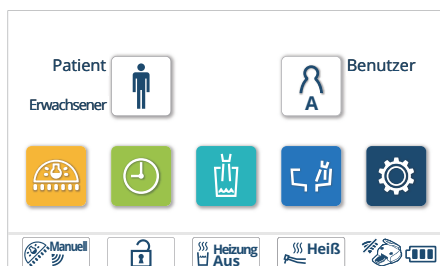 Patient
Benutzer
Erwachsener
A
Manuell
Heizung
Aus
Heiß